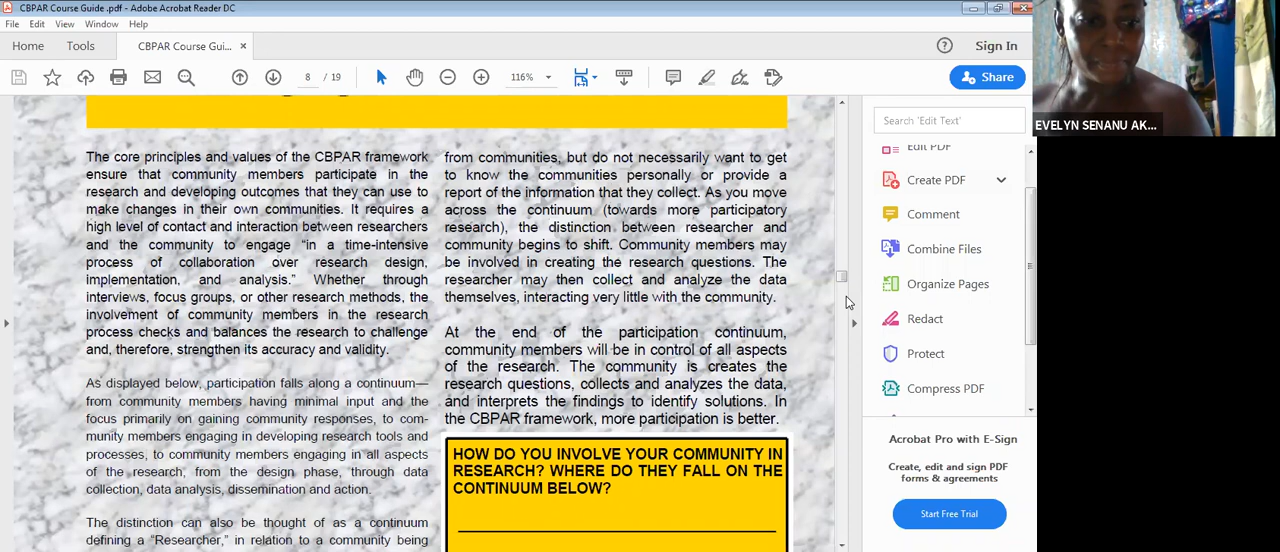 CBPAR Course Guide .pdf - Adobe Acrobat Reader DC
File Edit View Window Help
Home Tools CBPAR Course Gui... ×
Sign In
8 / 19
116%
Share
The core principles and values of the CBPAR framework
ensure that community members participate in the
research and developing outcomes that they can use to
make changes in their own communities. It requires a
high level of contact and interaction between researchers
and the community to engage “in a time-intensive
process of collaboration over research design,
implementation, and analysis.” Whether through
interviews, focus groups, or other research methods, the
involvement of community members in the research
process checks and balances the research to challenge
and, therefore, strengthen its accuracy and validity.
As displayed below, participation falls along a continuum—
from community members having minimal input and the
focus primarily on gaining community responses, to com-
munity members engaging in developing research tools and
processes, to community members engaging in all aspects
of the research, from the design phase, through data
collection, data analysis, dissemination and action.
The distinction can also be thought of as a continuum
defining a “Researcher,” in relation to a community being
from communities, but do not necessarily want to get
to know the communities personally or provide a
report of the information that they collect. As you move
across the continuum (towards more participatory
research), the distinction between researcher and
community begins to shift. Community members may
be involved in creating the research questions. The
researcher may then collect and analyze the data
themselves, interacting very little with the community.
At the end of the participation continuum,
community members will be in control of all aspects
of the research. The community is creates the
research questions, collects and analyzes the data,
and interprets the findings to identify solutions. In
the CBPAR framework, more participation is better.
HOW DO YOU INVOLVE YOUR COMMUNITY IN
RESEARCH? WHERE DO THEY FALL ON THE
CONTINUUM BELOW?
Search 'Edit Text'
Edit PDF
Create PDF
Comment
Combine Files
Organize Pages
Redact
Protect
Compress PDF
Acrobat Pro with E-Sign
Create, edit and sign PDF
forms & agreements
Start Free Trial
EVELYN SENANU AK...